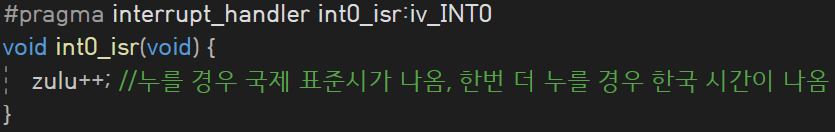 #pragma interrupt_handler int0_isr:iv_INT0
void int0_isr(void) {
zulu++; //누를 경우 국제 표준시가 나옴, 한번 더 누를 경우 한국 시간이 나옴
}